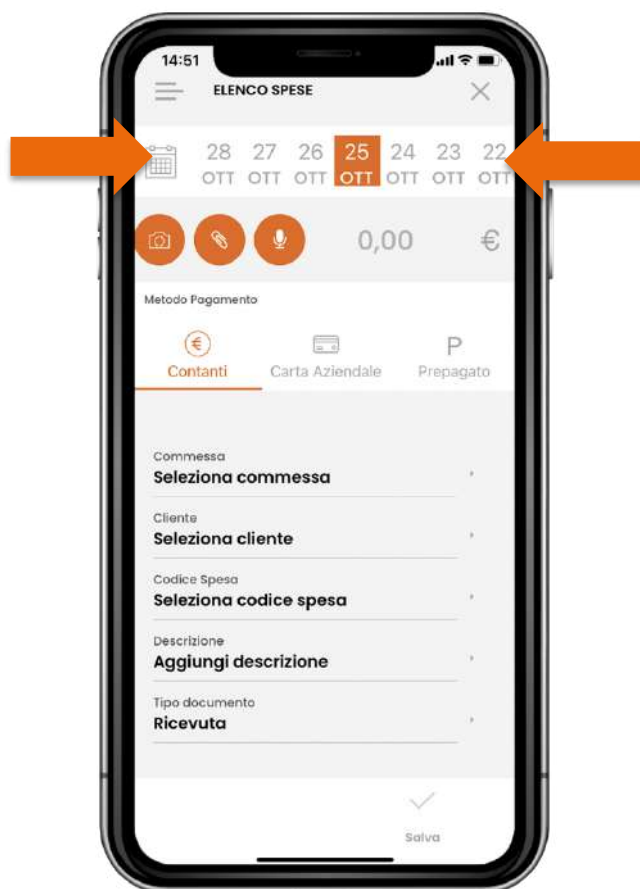 14:51
ELENCO SPESE
28 27 26 25 24 23 22
OTT OTT OTT OTT OTT OTT OTT
0,00 €
Metodo Pagamento
€ P
Contanti Carta Aziendale Prepagato
Commessa
Seleziona commessa
Cliente
Seleziona cliente
Codice Spesa
Seleziona codice spesa
Descrizione
Aggiungi descrizione
Tipo documento
Ricevuta
Salva